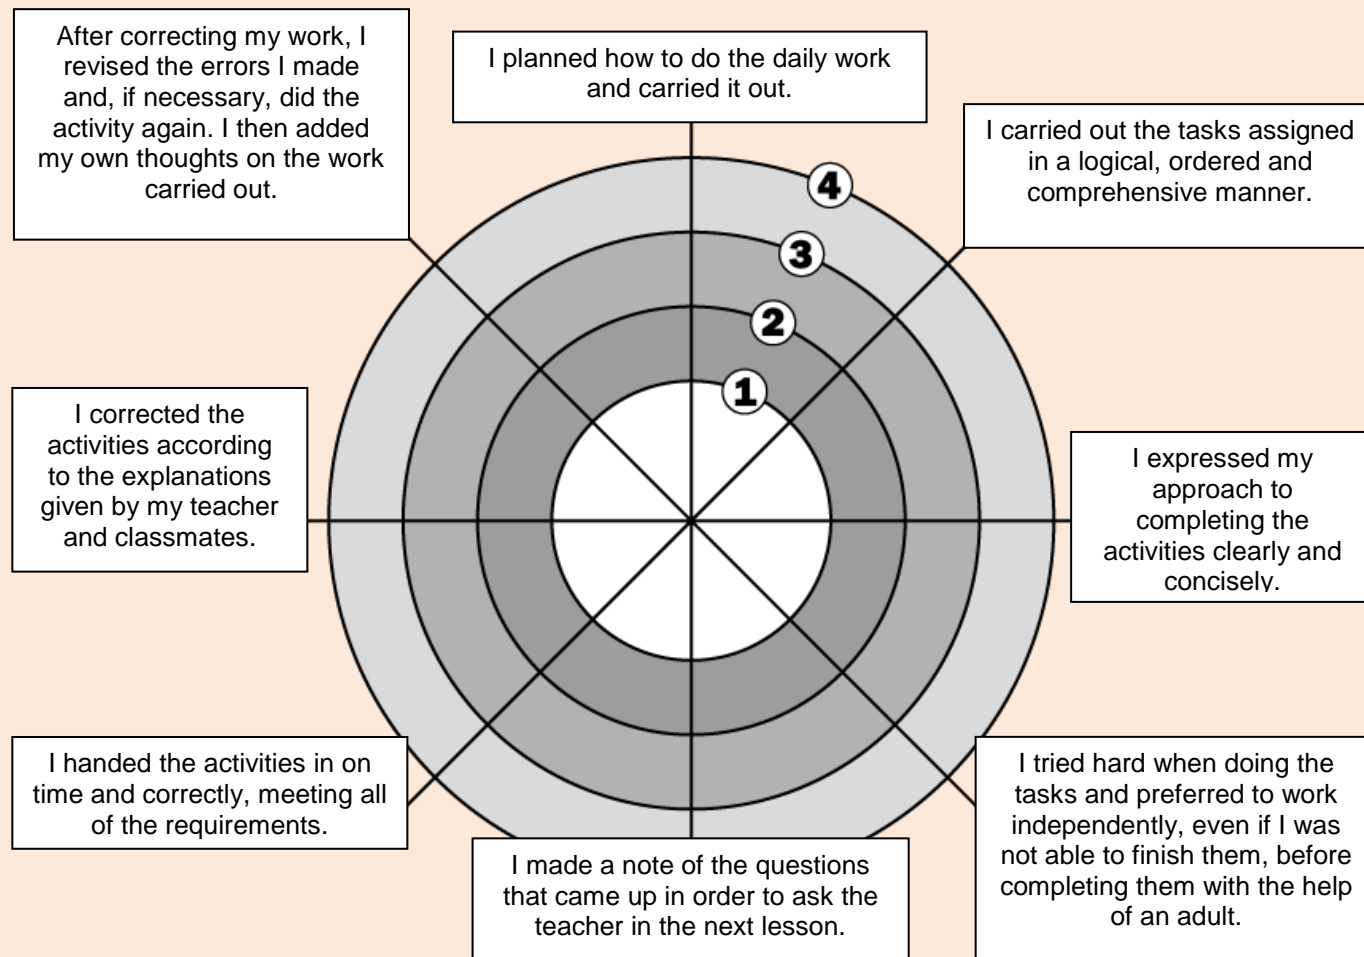 After correcting my work, I
revised the errors I made
and, if necessary, did the
activity again. I then added
my own thoughts on the work
carried out.
I planned how to do the daily work
and carried it out.
I carried out the tasks assigned
in a logical, ordered and
comprehensive manner.
4
3
2
1
I corrected the
activities according
to the explanations
given by my teacher
and classmates.
I expressed my
approach to
completing the
activities clearly and
concisely.
I handed the activities in on
time and correctly, meeting all
of the requirements.
I made a note of the questions
that came up in order to ask the
teacher in the next lesson.
I tried hard when doing the
tasks and preferred to work
independently, even if I was
not able to finish them, before
completing them with the help
of an adult.